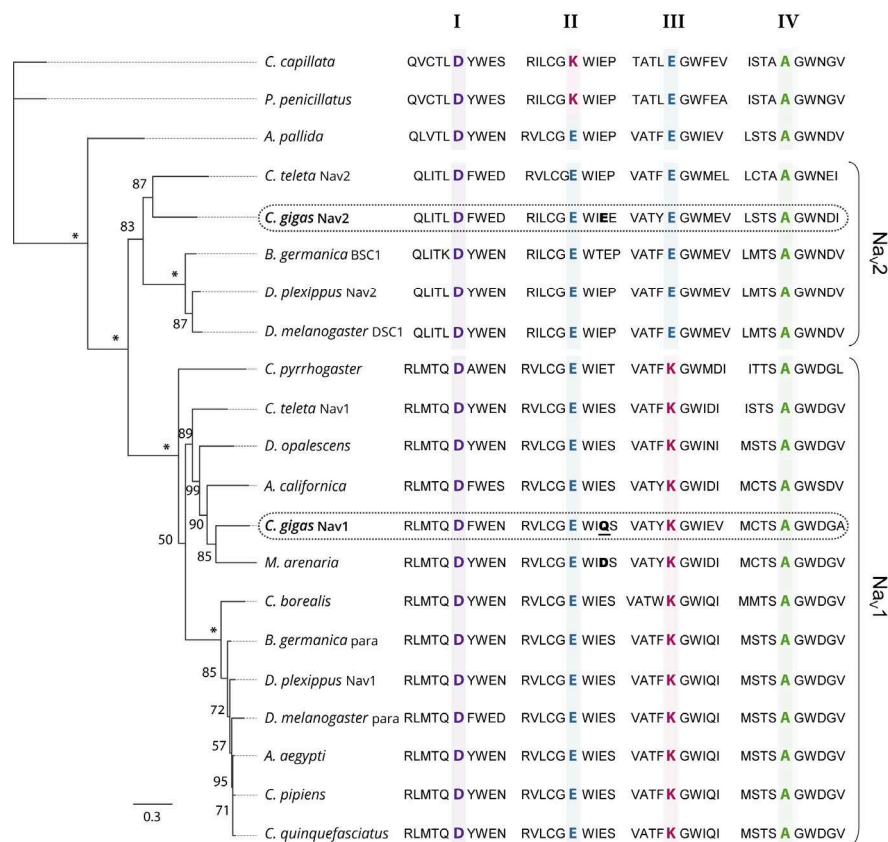 I II III IV
C. capillata QVCTL D YWES RILCG K WIEP TATL E GWFEV ISTA A GWNGV
P. penicillatus QVCTL D YWES RILCG K WIEP TATL E GWFEA ISTA A GWNGV
A. pallida QLVTL D YWEN RVLCG E WIEP VATF E GWIEV LSTS A GWNDV
87 C. teleta Nav2 QLITL D FWED RVLCG E WIEP VATF E GWMEL LCTA A GWNEI
83 C. gigas Nav2 QLITL D FWED RILCG E WIEE VATY E GWMEV LSTS A GWNDI
* * B. germanica BSC1 QLITK D YWEN RILCG E WTEP VATF E GWMEV LMTS A GWNDV
D. plexippus Nav2 QLITL D YWEN RILCG E WIEP VATF E GWMEV LMTS A GWNDV
* 87 D. melanogaster DSC1 QLITL D YWEN RILCG E WIEP VATF E GWMEV LMTS A GWNDV
NaV2
C. pyrrhogaster RLMTQ D AWEN RVLCG E WIET VATF K GWMDI ITTS A GWDGL
C. teleta Nav1 RLMTQ D YWEN RVLCG E WIES VATF K GWIDI ISTS A GWDGV
* 89 D. opalescens RLMTQ D YWEN RVLCG E WIES VATF K GWINI MSTS A GWDGV
99 A. californica RLMTQ D FWES RVLCG E WIES VATY K GWIDI MCTS A GWSDV
90 C. gigas Nav1 RLMTQ D FWEN RVLCG E WIQS VATY K GWIEV MCTS A GWDGA
50 85 M. arenaria RLMTQ D YWEN RVLCG E WIDS VATY K GWIDI MCTS A GWDGV
C. borealis RLMTQ D YWEN RVLCG E WIES VATW K GWIQI MMTS A GWDGV
* B. germanica para RLMTQ D YWEN RVLCG E WIES VATF K GWIQI MSTS A GWDGV
85 D. plexippus Nav1 RLMTQ D YWEN RVLCG E WIES VATF K GWIQI MSTS A GWDGV
72 D. melanogaster para RLMTQ D FWED RVLCG E WIES VATF K GWIQI MSTS A GWDGV
57 A. aegypti RLMTQ D YWEN RVLCG E WIES VATF K GWIQI MSTS A GWDGV
95 C. pipiens RLMTQ D YWEN RVLCG E WIES VATF K GWIQI MSTS A GWDGV
71 C. quinquefasciatus RLMTQ D YWEN RVLCG E WIES VATF K GWIQI MSTS A GWDGV
NaV1
0.3